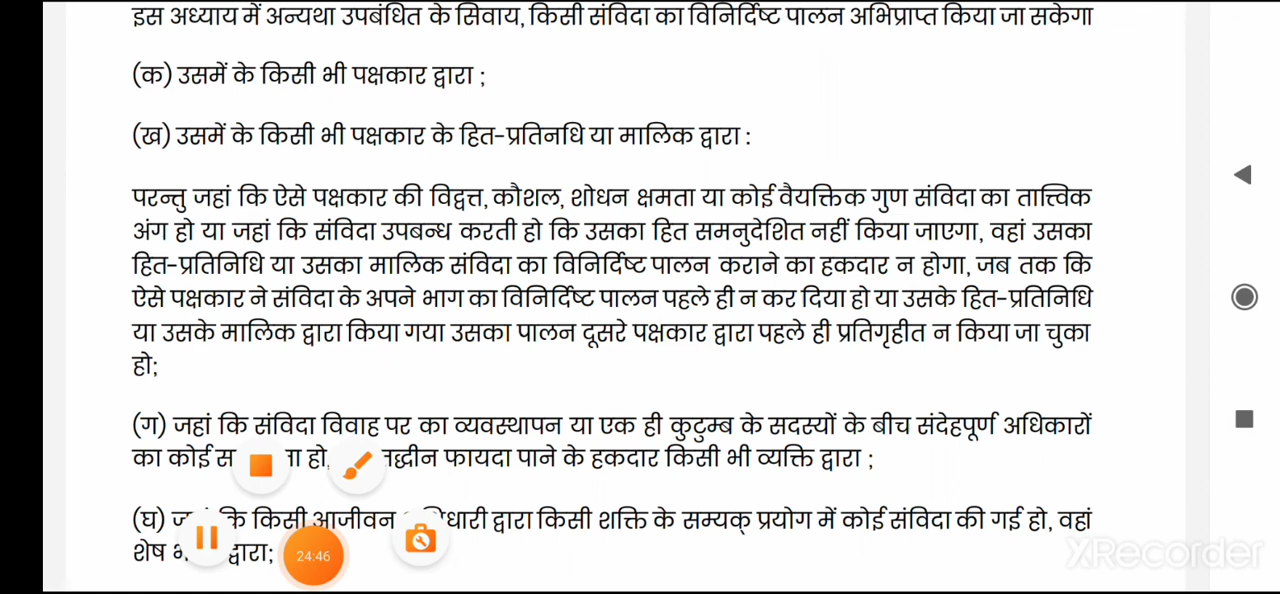 इस अध्याय में अन्यथा उपबंधित के सिवाय, किसी संविदा का विनिर्दिष्ट पालन अभिप्राप्त किया जा सकेगा
(क) उसमें के किसी भी पक्षकार द्वारा ;
(ख) उसमें के किसी भी पक्षकार के हित-प्रतिनधि या मालिक द्वारा :
परन्तु जहां कि ऐसे पक्षकार की विद्वत्त, कौशल, शोधन क्षमता या कोई वैयक्तिक गुण संविदा का तात्त्विक
अंग हो या जहां कि संविदा उपबन्ध करती हो कि उसका हित समनुदेशित नहीं किया जाएगा, वहां उसका
हित-प्रतिनिधि या उसका मालिक संविदा का विनिर्दिष्ट पालन कराने का हकदार न होगा, जब तक कि
ऐसे पक्षकार ने संविदा के अपने भाग का विनिर्दिष्ट पालन पहले ही न कर दिया हो या उसके हित-प्रतिनिधि
या उसके मालिक द्वारा किया गया उसका पालन दूसरे पक्षकार द्वारा पहले ही प्रतिगृहीत न किया जा चुका
हो;
(ग) जहां कि संविदा विवाह पर का व्यवस्थापन या एक ही कुटुम्ब के सदस्यों के बीच संदेहपूर्ण अधिकारों
का कोई हो, फायदा पाने के हकदार किसी भी व्यक्ति द्वारा ;
(घ) कि किसी आजीवन द्वारा किसी शक्ति के सम्यक् प्रयोग में कोई संविदा की गई हो, वहां
शेष द्वारा;
24:46
XRecorder